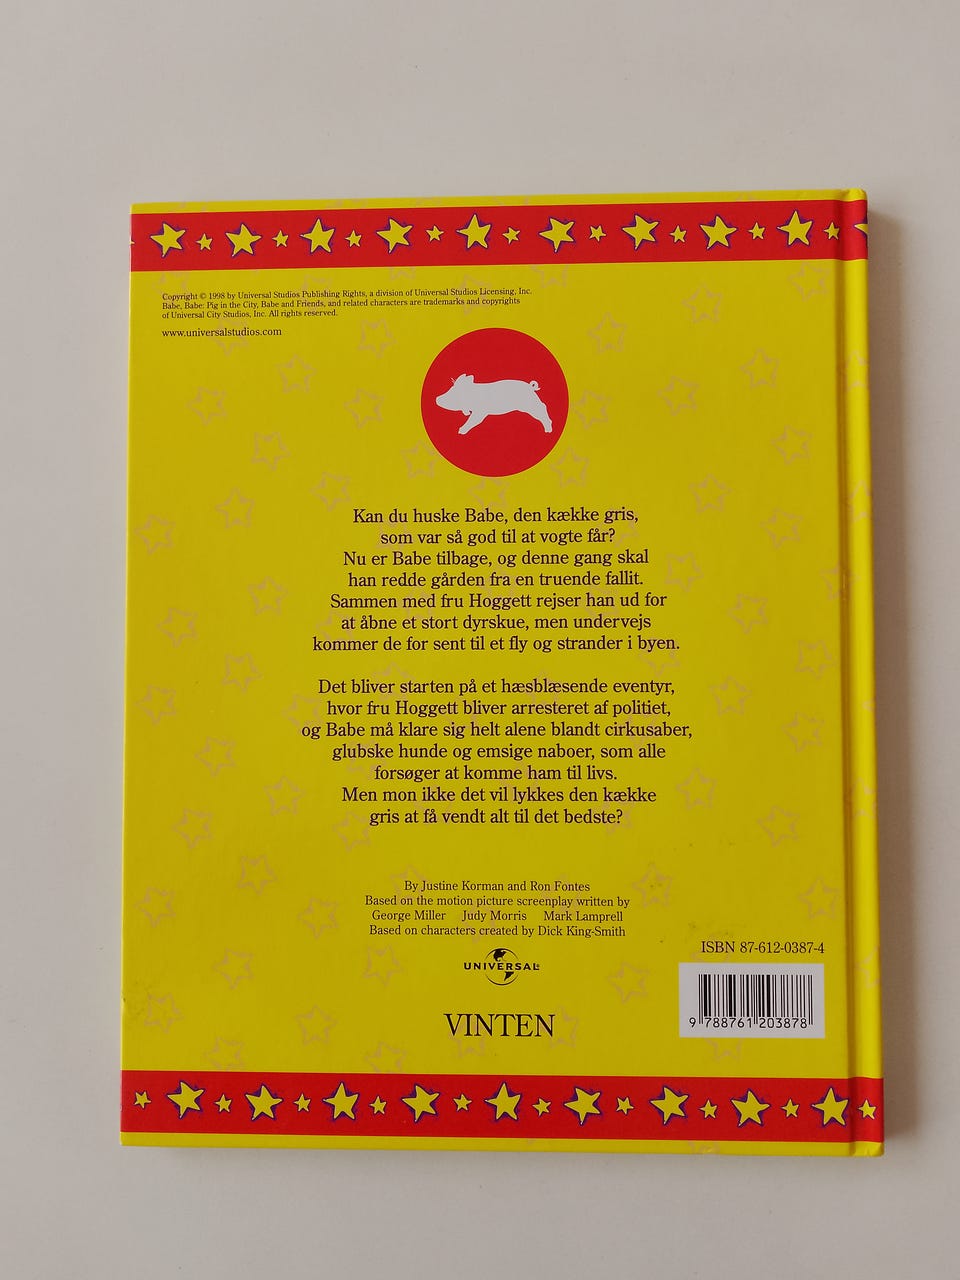 Copyright © 1998 by Universal Studios Publishing Rights, a division of Universal Studios Licensing, Inc.
Babe, Babe: Pig in the City, Babe and Friends, and related characters are trademarks and copyrights
of Universal City Studios, Inc. All rights reserved.
www.universalstudios.com
Kan du huske Babe, den kække gris,
som var så god til at vogte får?
Nu er Babe tilbage, og denne gang skal
han redde gården fra en truende fallit.
Sammen med fru Hoggett rejser han ud for
at åbne et stort dyrskue, men undervejs
kommer de for sent til et fly og strander i byen.
Det bliver starten på et hæsblæsende eventyr,
hvor fru Hoggett bliver arresteret af politiet,
og Babe må klare sig helt alene blandt cirkusaber,
glubske hunde og emsige naboer, som alle
forsøger at komme ham til livs.
Men mon ikke det vil lykkes den kække
gris at få vendt alt til det bedste?
By Justine Korman and Ron Fontes
Based on the motion picture screenplay written by
George Miller Judy Morris Mark Lamprell
Based on characters created by Dick King-Smith
UNIVERSAL
VINTEN
ISBN 87-612-0387-4
9 788761 203878